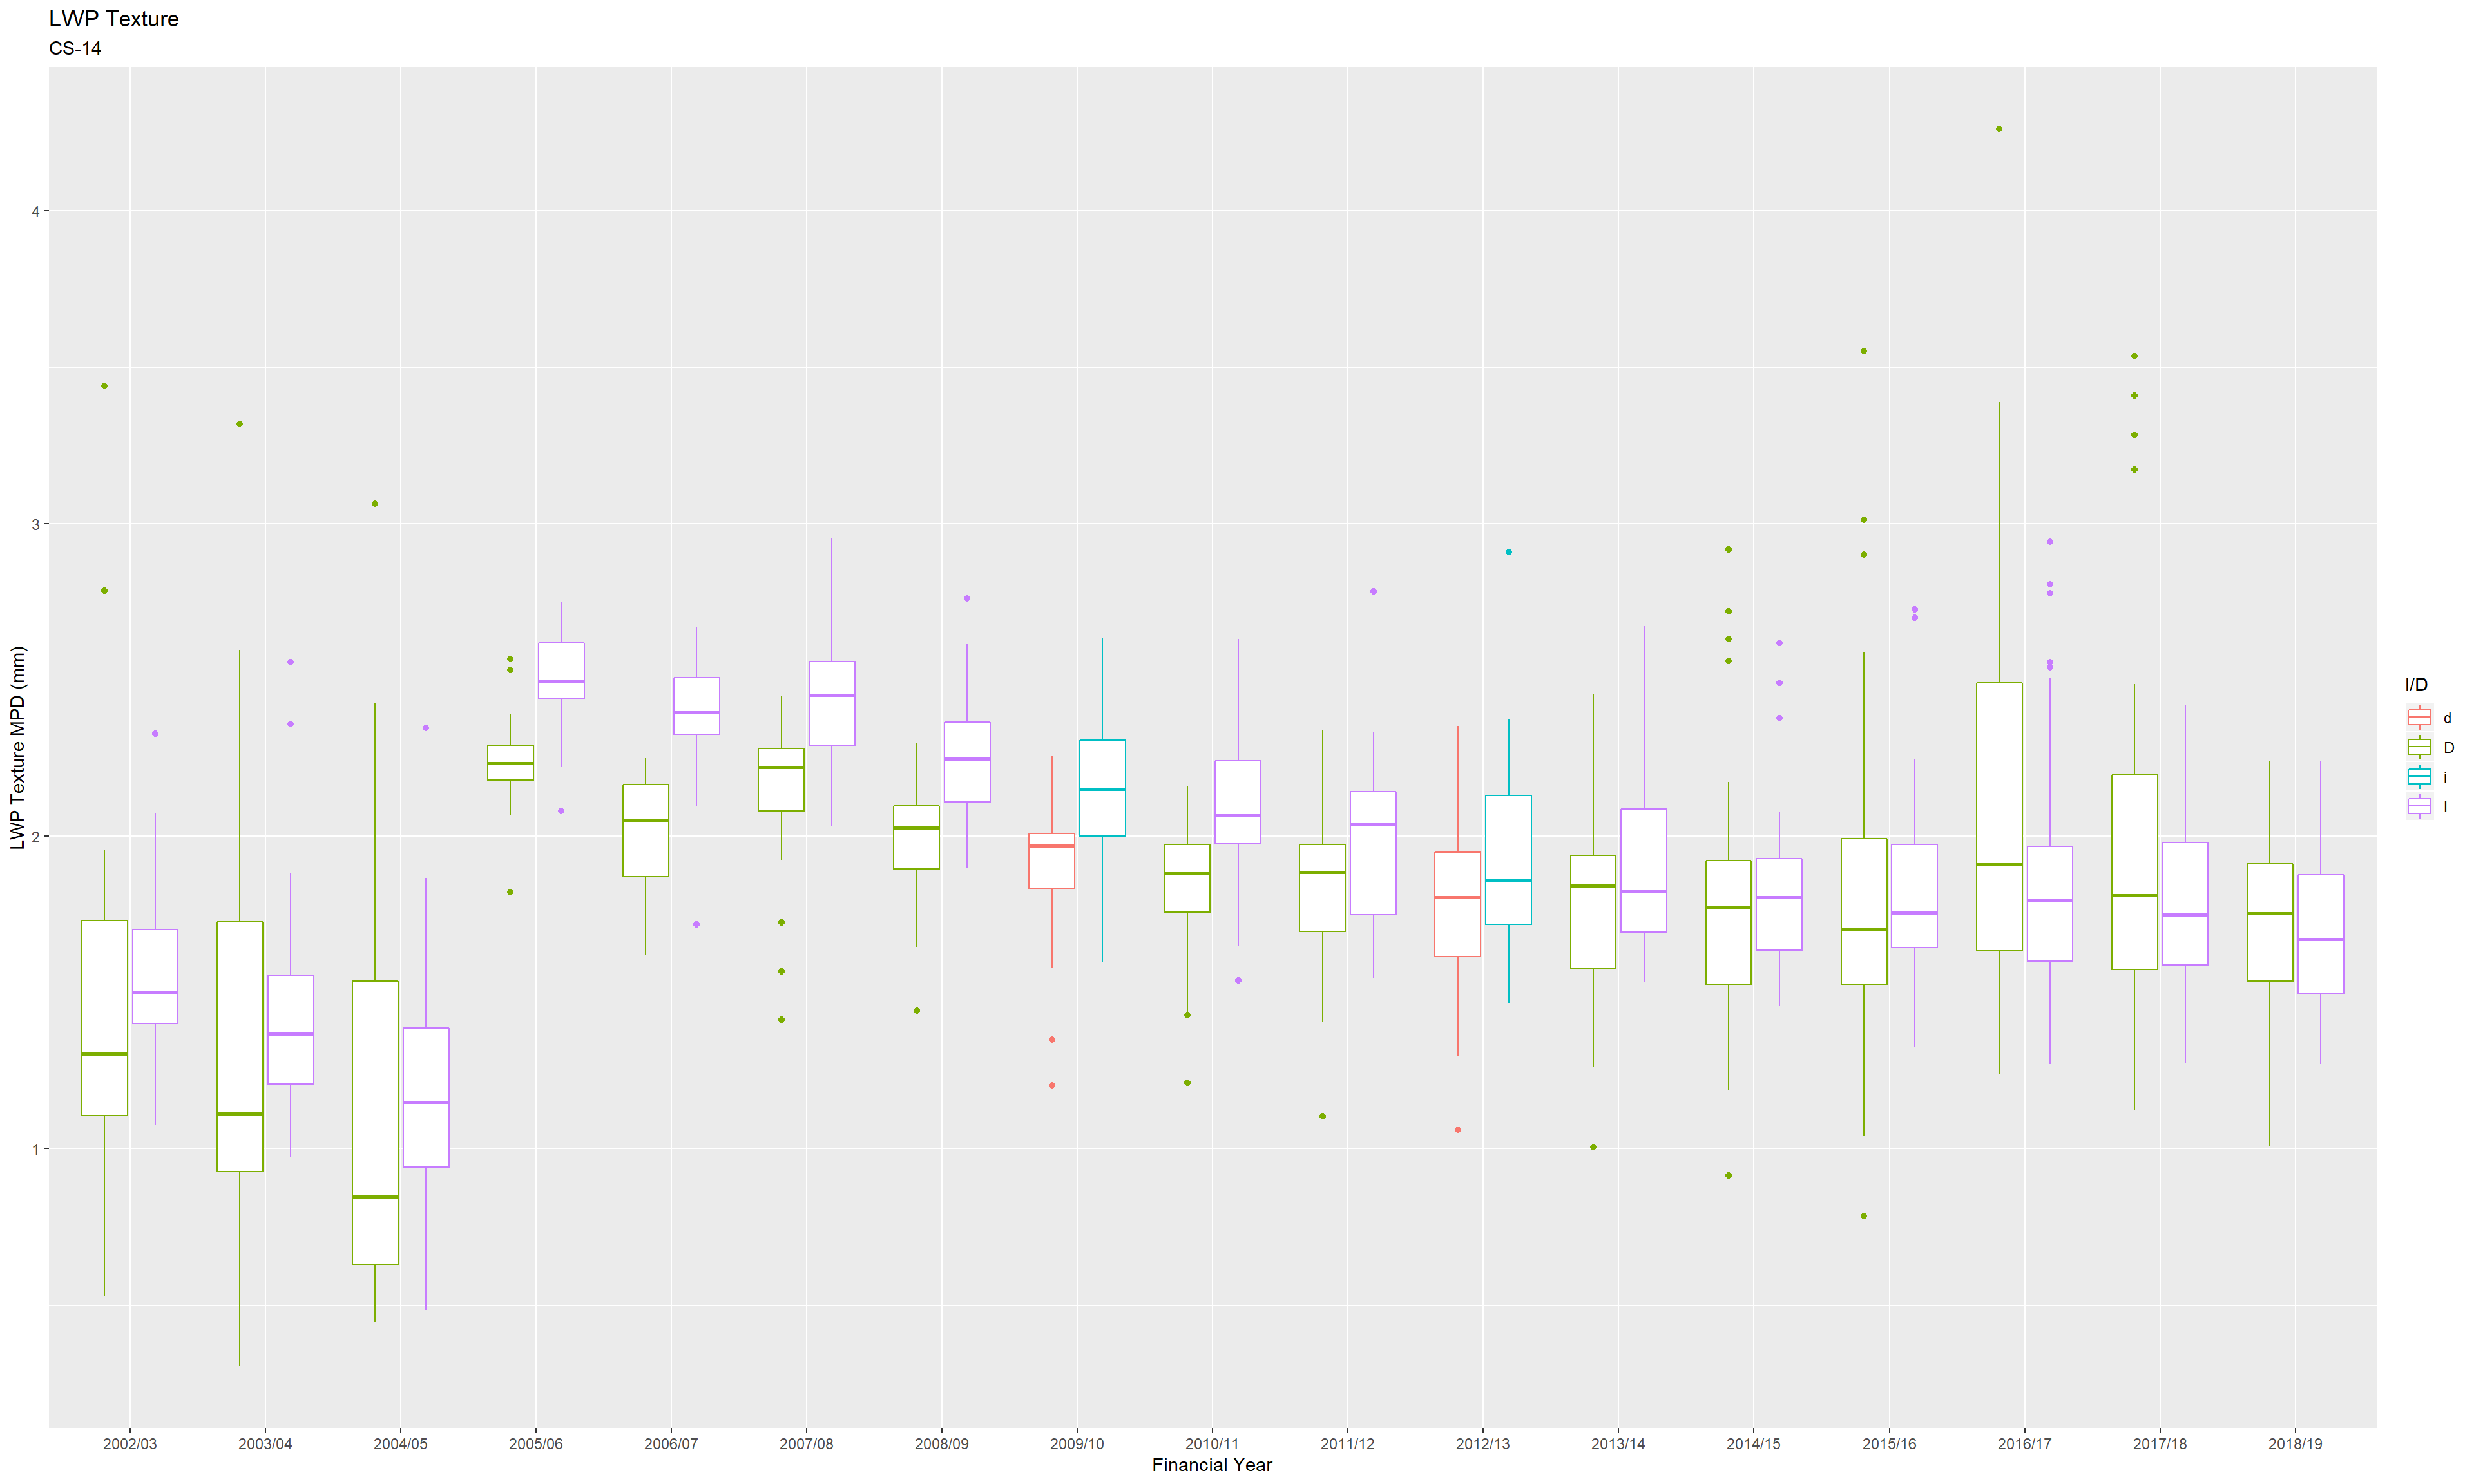 LWP Texture
CS-14
LWP Texture MPD (mm)
4
3
2
1
2002/03 2003/04 2004/05 2005/06 2006/07 2007/08 2008/09 2009/10 2010/11 2011/12 2012/13 2013/14 2014/15 2015/16 2016/17 2017/18 2018/19
Financial Year
I/D
d
D
i
I